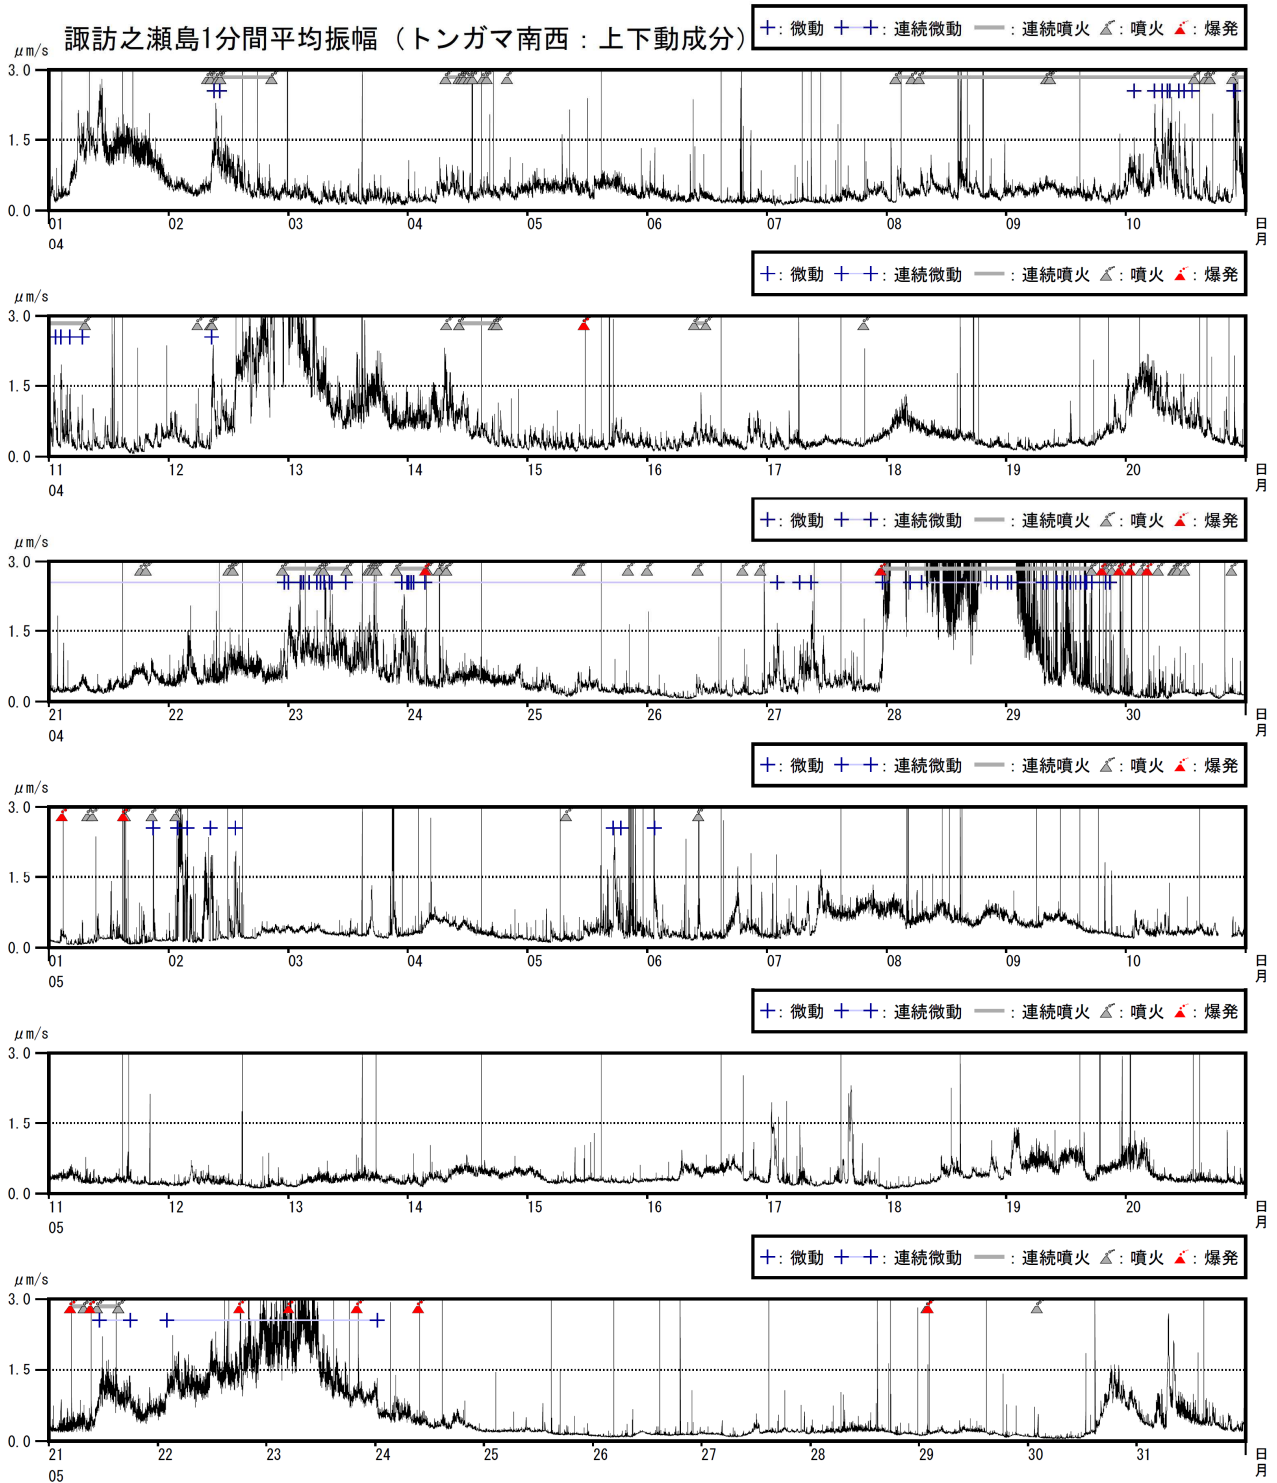 諏訪之瀬島1分間平均振幅（トンガマ南西：上下動成分）
＋：微動 ＋―＋：連続微動 ―：連続噴火 ：噴火 ：爆発
μm/s
3.0
1.5
0.0
01 02 03 04 05 06 07 08 09 10 日
04 月
＋：微動 ＋―＋：連続微動 ―：連続噴火 ：噴火 ：爆発
μm/s
3.0
1.5
0.0
11 12 13 14 15 16 17 18 19 20 日
04 月
＋：微動 ＋―＋：連続微動 ―：連続噴火 ：噴火 ：爆発
μm/s
3.0
1.5
0.0
21 22 23 24 25 26 27 28 29 30 日
04 月
＋：微動 ＋―＋：連続微動 ―：連続噴火 ：噴火 ：爆発
μm/s
3.0
1.5
0.0
01 02 03 04 05 06 07 08 09 10 日
05 月
＋：微動 ＋―＋：連続微動 ―：連続噴火 ：噴火 ：爆発
μm/s
3.0
1.5
0.0
11 12 13 14 15 16 17 18 19 20 日
05 月
＋：微動 ＋―＋：連続微動 ―：連続噴火 ：噴火 ：爆発
μm/s
3.0
1.5
0.0
21 22 23 24 25 26 27 28 29 30 31 日
05 月